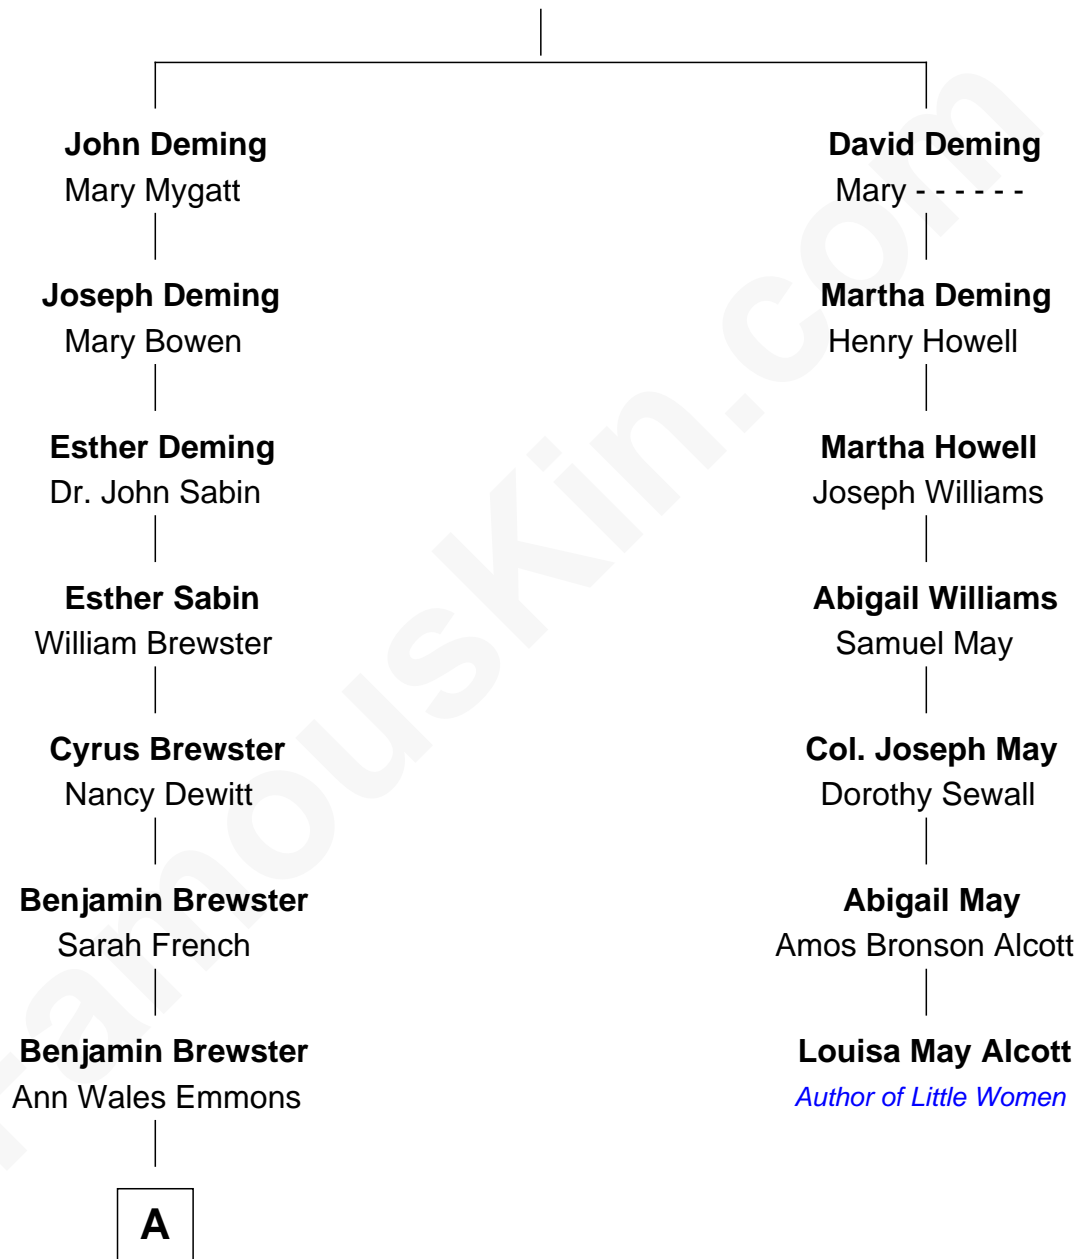 John Deming
Mary Mygatt
David Deming
Mary - - - - - -
Joseph Deming
Mary Bowen
Martha Deming
Henry Howell
Esther Deming
Dr. John Sabin
Martha Howell
Joseph Williams
Esther Sabin
William Brewster
Abigail Williams
Samuel May
Cyrus Brewster
Nancy Dewitt
Col. Joseph May
Dorothy Sewall
Benjamin Brewster
Sarah French
Abigail May
Amos Bronson Alcott
Benjamin Brewster
Ann Wales Emmons
Louisa May Alcott
Author of Little Women
A
FamousKin.com